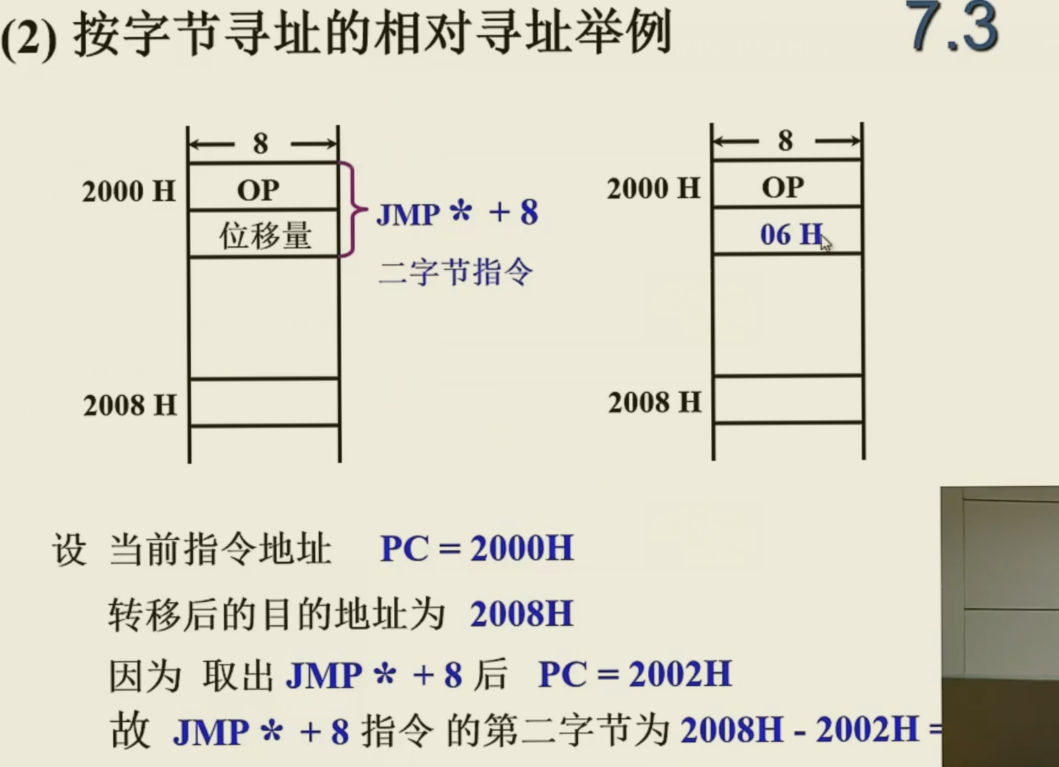 (2) 按字节寻址的相对寻址举例
7.3
8
2000 H
OP
位移量
JMP * + 8
二字节指令
2008 H
8
2000 H
OP
06 H
2008 H
设 当前指令地址 PC = 2000H
转移后的目的地址为 2008H
因为 取出 JMP * + 8 后 PC = 2002H
故 JMP * + 8 指令 的第二字节为 2008H - 2002H =